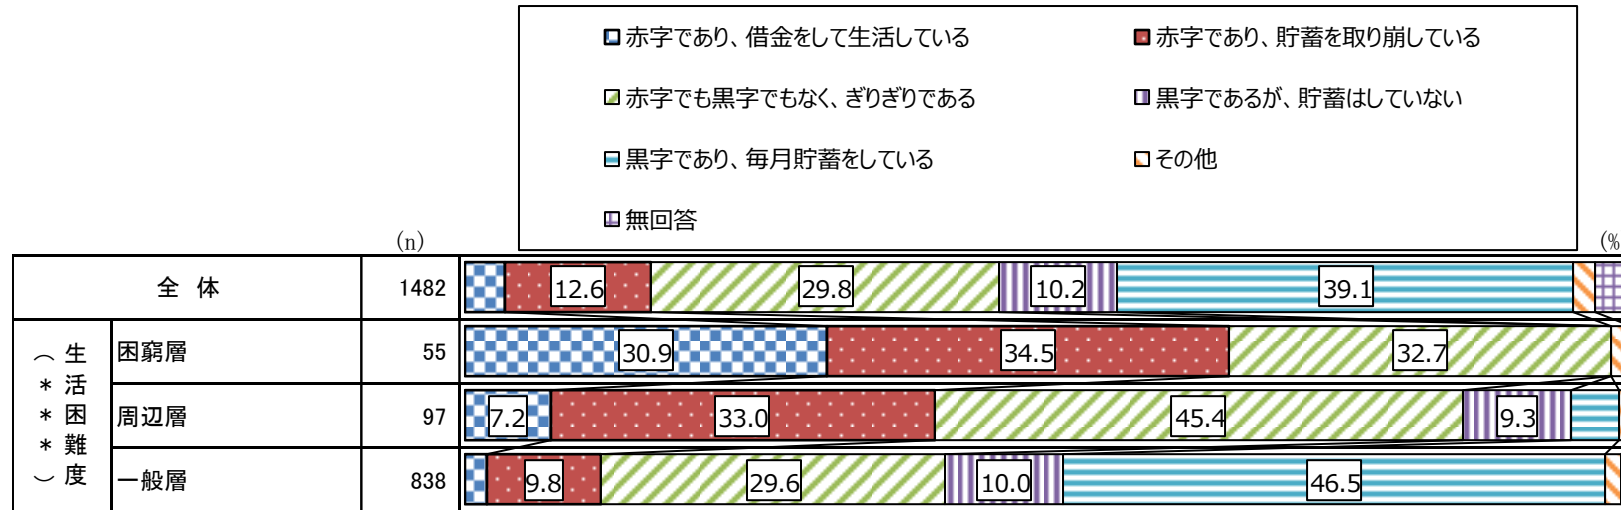 赤字であり、借金をして生活している
赤字であり、貯蓄を取り崩している
赤字でも黒字でもなく、ぎりぎりである
黒字であるが、貯蓄はしていない
黒字であり、毎月貯蓄をしている
その他
無回答
(n)
(%
全 体 1482 12.6 29.8 10.2 39.1
(***)
生活困難度
困窮層 55 30.9 34.5 32.7
周辺層 97 7.2 33.0 45.4 9.3
一般層 838 9.8 29.6 10.0 46.5